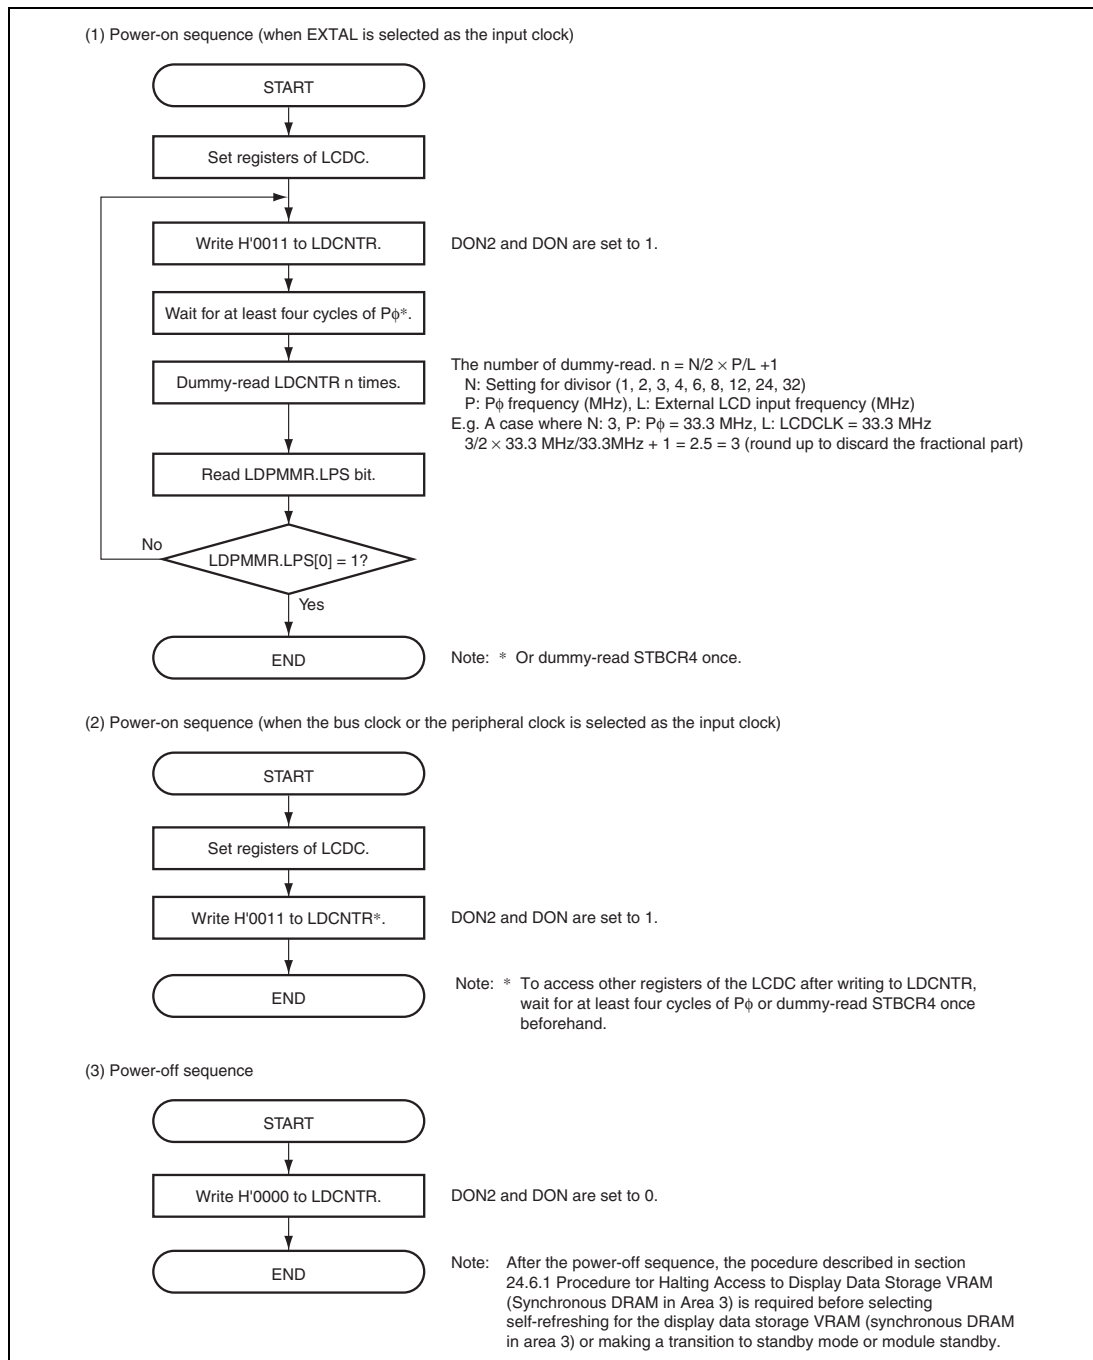 (1) Power-on sequence (when EXTAL is selected as the input clock)
START
Set registers of LCDC.
Write H'0011 to LDCNTR.
DON2 and DON are set to 1.
Wait for at least four cycles of Pϕ*.
Dummy-read LDCNTR n times.
The number of dummy-read. n = N/2 × P/L +1
N: Setting for divisor (1, 2, 3, 4, 6, 8, 12, 24, 32)
P: Pϕ frequency (MHz), L: External LCD input frequency (MHz)
E.g. A case where N: 3, P: Pϕ = 33.3 MHz, L: LCDCLK = 33.3 MHz
3/2 × 33.3 MHz/33.3MHz + 1 = 2.5 = 3 (round up to discard the fractional part)
Read LDPMMR.LPS bit.
No
LDPMMR.LPS[0] = 1?
Yes
END
Note: * Or dummy-read STBCR4 once.
(2) Power-on sequence (when the bus clock or the peripheral clock is selected as the input clock)
START
Set registers of LCDC.
Write H'0011 to LDCNTR*.
DON2 and DON are set to 1.
END
Note: * To access other registers of the LCDC after writing to LDCNTR,
wait for at least four cycles of Pϕ or dummy-read STBCR4 once
beforehand.
(3) Power-off sequence
START
Write H'0000 to LDCNTR.
DON2 and DON are set to 0.
END
Note: After the power-off sequence, the pocedure described in section
24.6.1 Procedure tor Halting Access to Display Data Storage VRAM
(Synchronous DRAM in Area 3) is required before selecting
self-refreshing for the display data storage VRAM (synchronous DRAM
in area 3) or making a transition to standby mode or module standby.